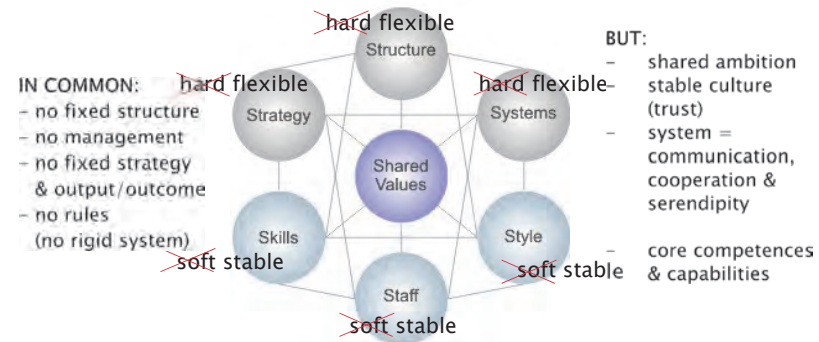 hard flexible
Structure
IN COMMON:
– no fixed structure
– no management
– no fixed strategy
& output/outcome
– no rules
(no rigid system)
hard flexible
Strategy
hard flexible
Systems
Shared
Values
Skills
soft stable
Style
soft stable
Staff
soft stable
BUT:
– shared ambition
– stable culture
(trust)
– system =
communication,
cooperation &
serendipity
– core competences
& capabilities